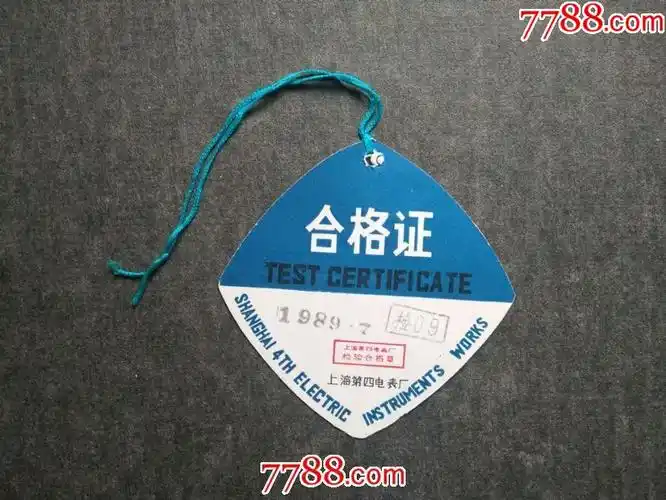 7788.com
合格证
TEST CERTIFICATE
1989.7
检09
上海第四电表厂
检验合格章
上海第四电表厂
SHANGHAI 4TH ELECTRIC INSTRUMENTS WORKS
7788.com